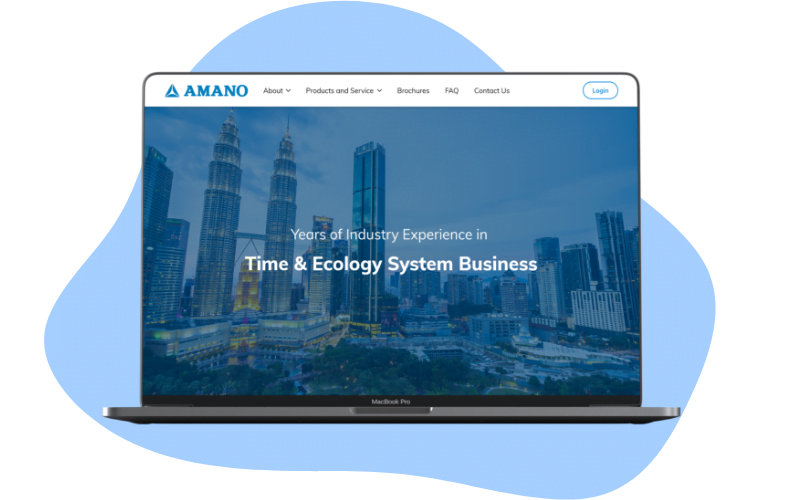 AMANO
About
Products and Service
Brochures
FAQ
Contact Us
Login
Years of Industry Experience in
Time & Ecology System Business
MacBook Pro